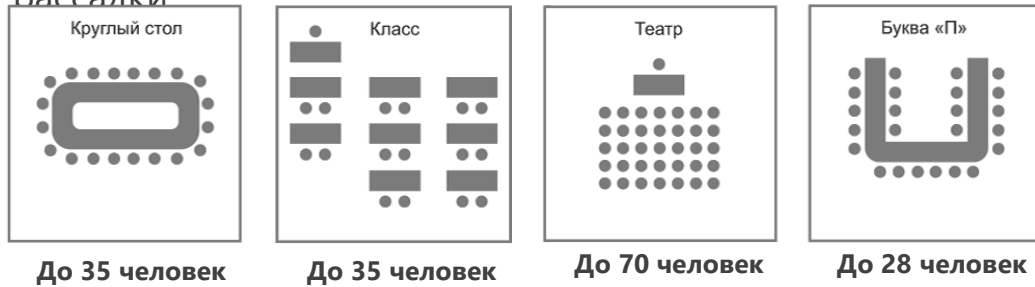 Круглый стол
Класс
Театр
Буква «П»
До 35 человек
До 35 человек
До 70 человек
До 28 человек